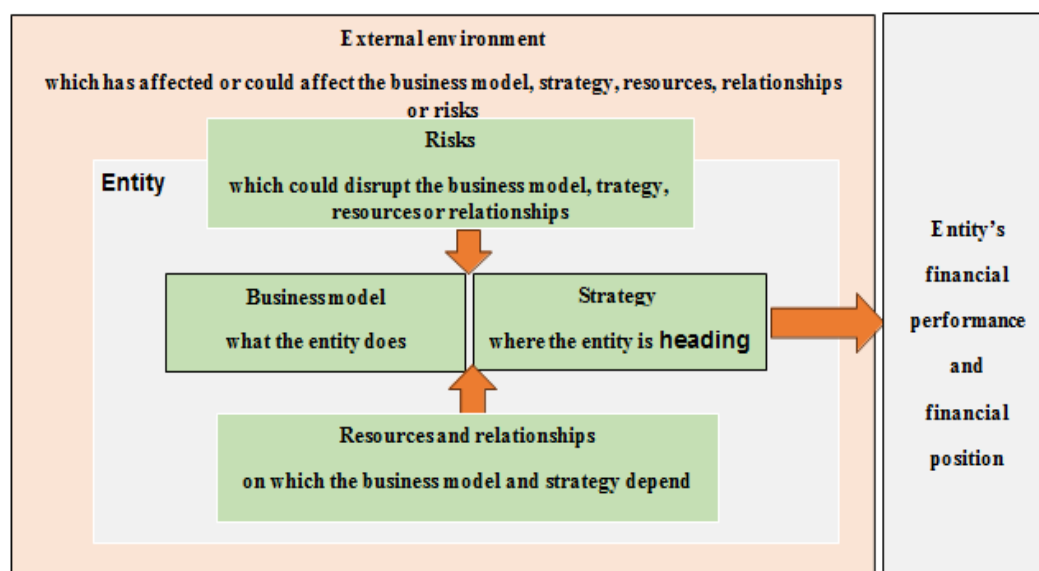 External environment
which has affected or could affect the business model, strategy, resources, relationships
or risks
Risks
which could disrupt the business model, trategy,
resources or relationships
Entity
Business model
what the entity does
Strategy
where the entity is heading
Resources and relationships
on which the business model and strategy depend
Entity's
financial
performance
and
financial
position